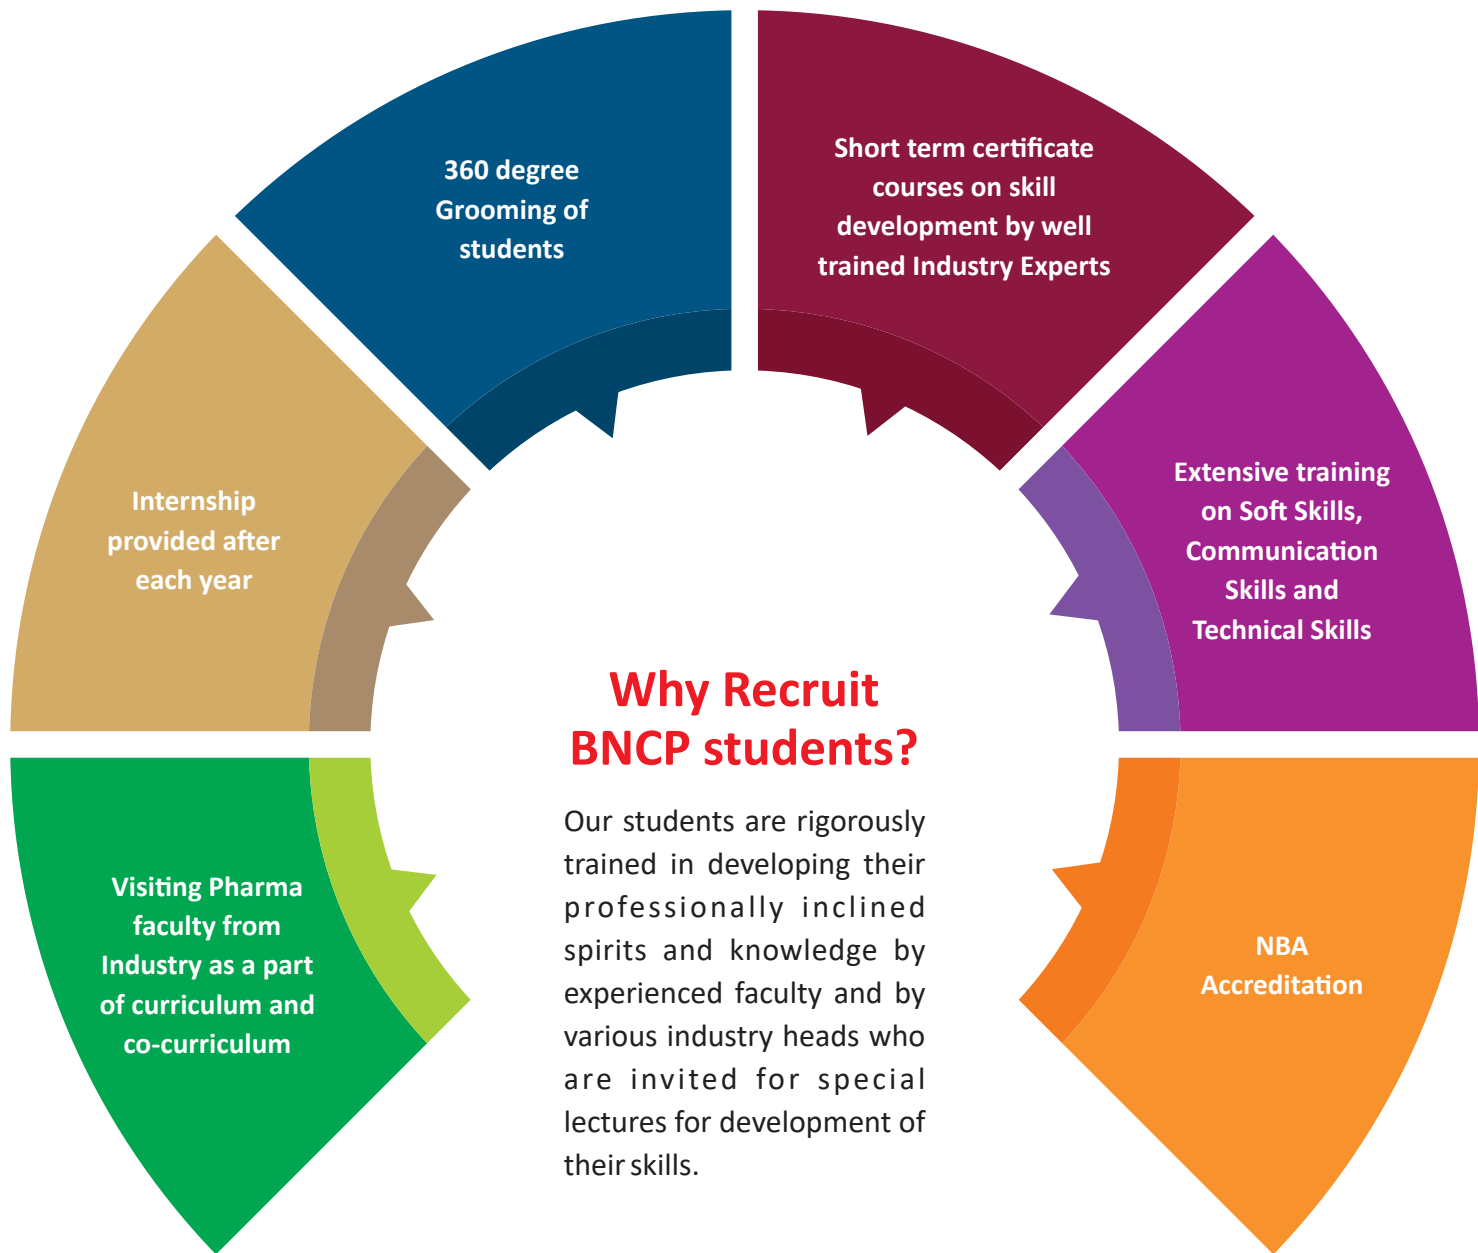 360 degree
Grooming of
students
Short term certificate
courses on skill
development by well
trained Industry Experts
Internship
provided after
each year
Extensive training
on Soft Skills,
Communication
Skills and
Technical Skills
Visiting Pharma
faculty from
Industry as a part
of curriculum and
co-curriculum
Why Recruit
BNCP students?
Our students are rigorously
trained in developing their
professionally inclined
spirits and knowledge by
experienced faculty and by
various industry heads who
are invited for special
lectures for development of
their skills.
NBA
Accreditation